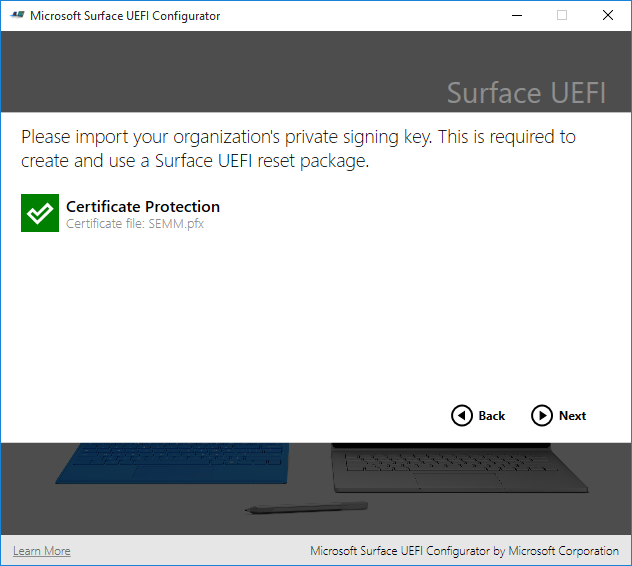 Microsoft Surface UEFI Configurator
Surface UEFI
Please import your organization's private signing key. This is required to
create and use a Surface UEFI reset package.
Certificate Protection
Certificate file: SEMM.pfx
Back
Next
Learn More
Microsoft Surface UEFI Configurator by Microsoft Corporation